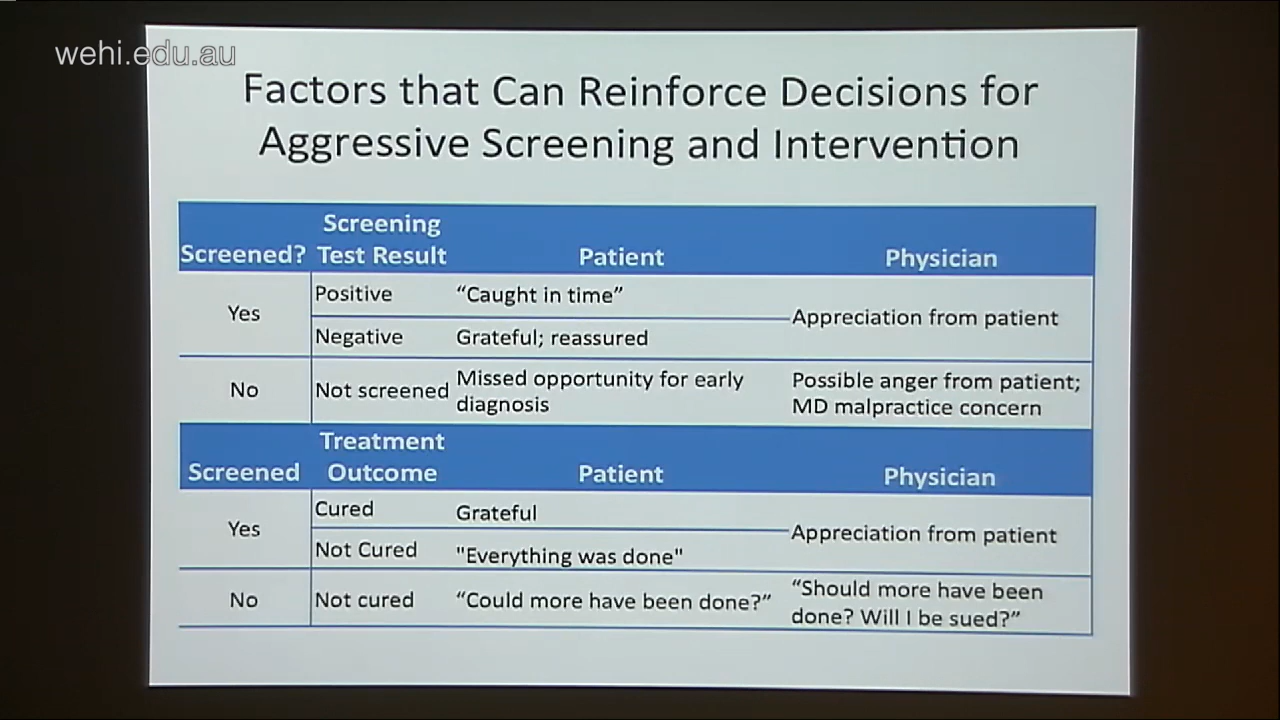 wehi.edu.au
Factors that Can Reinforce Decisions for
Aggressive Screening and Intervention
Screened?
Screening
Test Result
Patient
Physician
Yes
Positive
“Caught in time”
Appreciation from patient
Negative
Grateful; reassured
No
Not screened
Missed opportunity for early
diagnosis
Possible anger from patient;
MD malpractice concern
Screened
Treatment
Outcome
Patient
Physician
Yes
Cured
Grateful
Appreciation from patient
Not Cured
"Everything was done"
No
Not cured
“Could more have been done?”
“Should more have been
done? Will I be sued?”